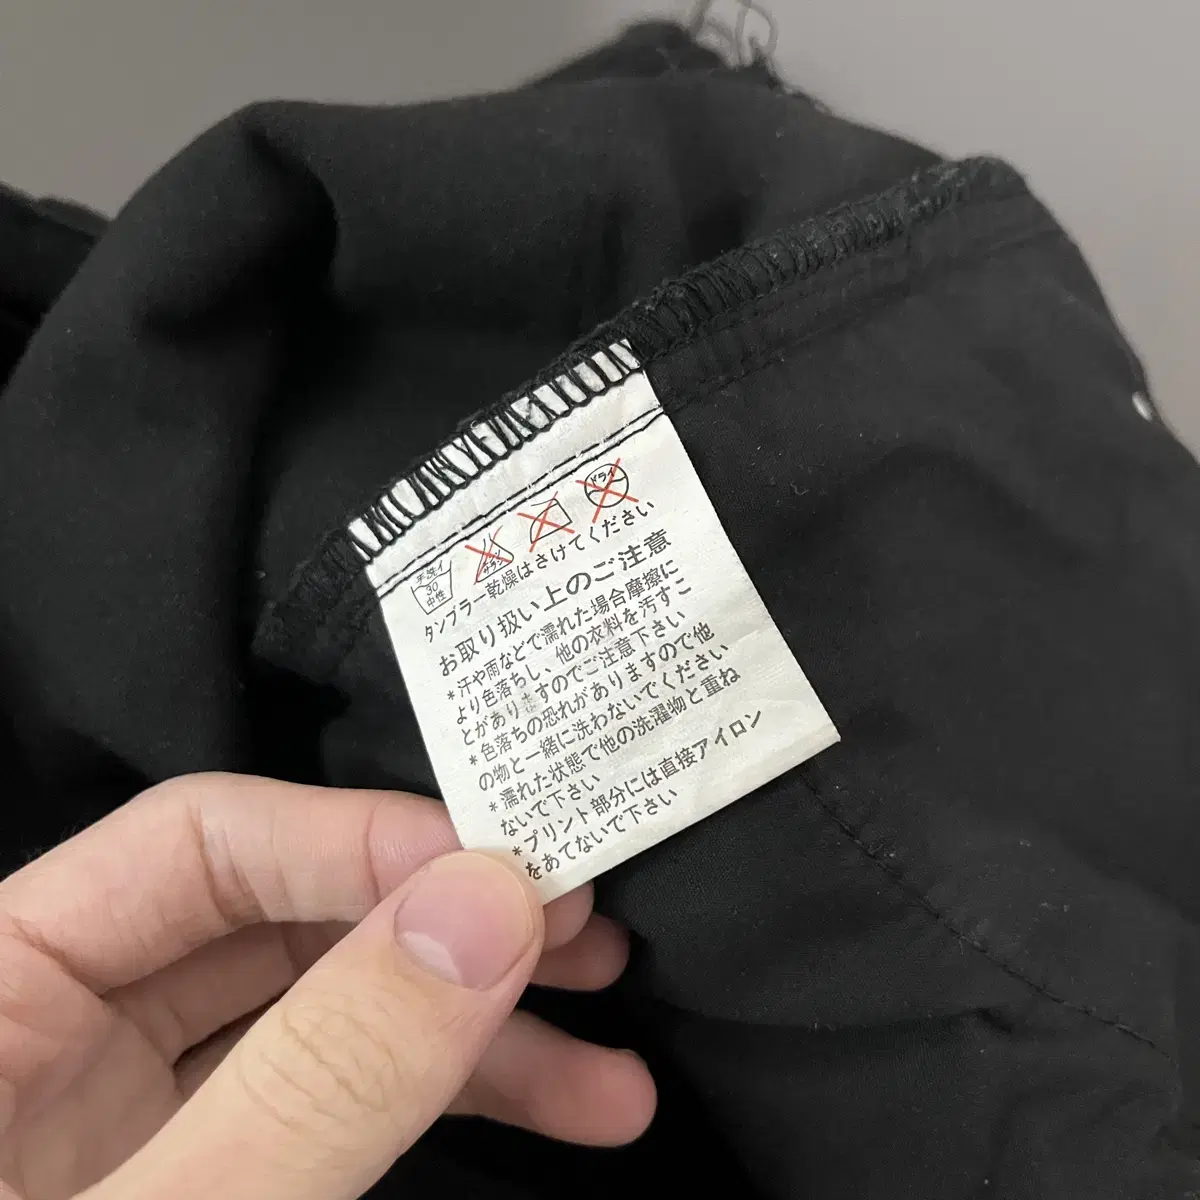 手洗イ
30
中性
サラシ
ドライ
タンブラー乾燥はさけてください
お取り扱い上のご注意
*汗や雨などで濡れた場合摩擦に
より色落ちし、他の衣料を汚すこ
とがありますのでご注意下さい
*色落ちの恐れがありますので他
の物と一緒に洗わないでください
*濡れた状態で他の洗濯物と重ね
ないで下さい
*プリント部分には直接アイロン
をあてないで下さい